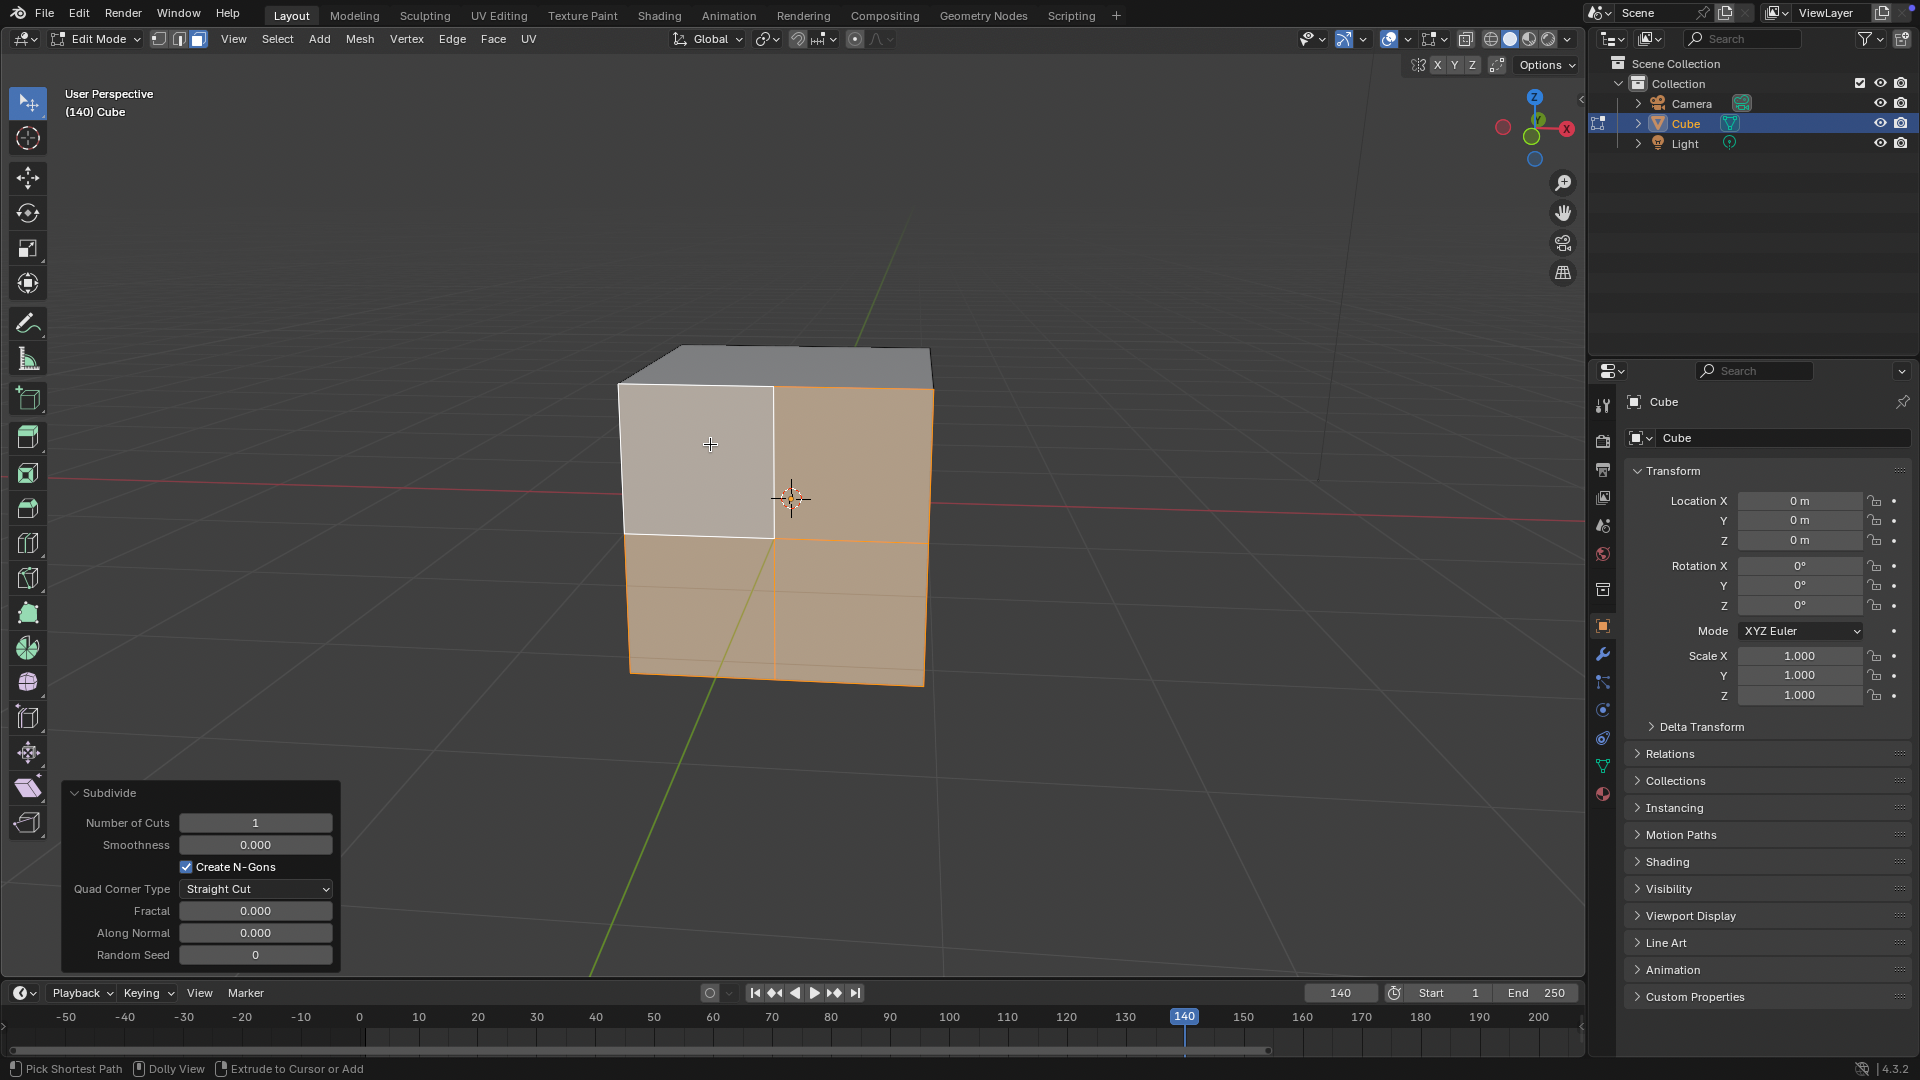 File Edit Render Window Help Layout Modeling Sculpting UV Editing Texture Paint Shading Animation Rendering Compositing Geometry Nodes Scripting + Scene ViewLayer
Edit Mode View Select Add Mesh Vertex Edge Face UV Global Search
X Y Z Options
User Perspective
(140) Cube
Z
Y
X
Scene Collection
Collection
Camera
Cube
Light
Search
Cube
Cube
Transform
Location X 0 m
Y 0 m
Z 0 m
Rotation X 0°
Y 0°
Z 0°
Mode XYZ Euler
Scale X 1.000
Y 1.000
Z 1.000
Delta Transform
Relations
Collections
Instancing
Motion Paths
Shading
Visibility
Viewport Display
Line Art
Animation
Custom Properties
Subdivide
Number of Cuts 1
Smoothness 0.000
Create N-Gons
Quad Corner Type Straight Cut
Fractal 0.000
Along Normal 0.000
Random Seed 0
Playback Keying View Marker 140 Start 1 End 250
-50 -40 -30 -20 -10 0 10 20 30 40 50 60 70 80 90 100 110 120 130 140 150 160 170 180 190 200
Pick Shortest Path Dolly View Extrude to Cursor or Add 4.3.2